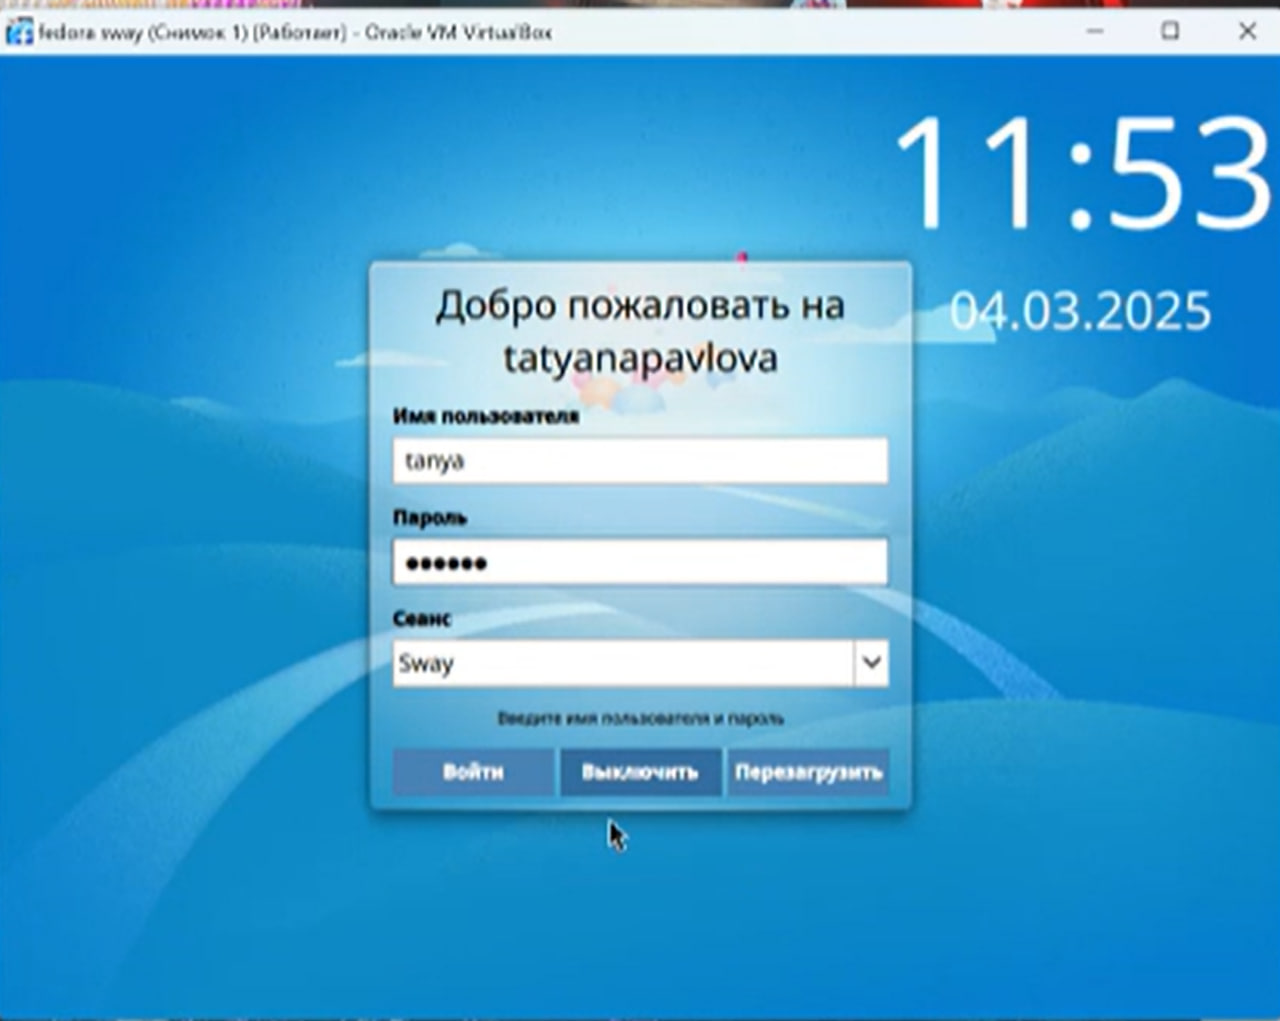 fedora sway (Снимок 1) [Работает] - Oracle VM VirtualBox
11:53
04.03.2025
Добро пожаловать на
tatyanapavlova
Имя пользователя
tanya
Пароль
••••••
Сеанс
Sway
Введите имя пользователя и пароль
Войти Выключить Перезагрузить